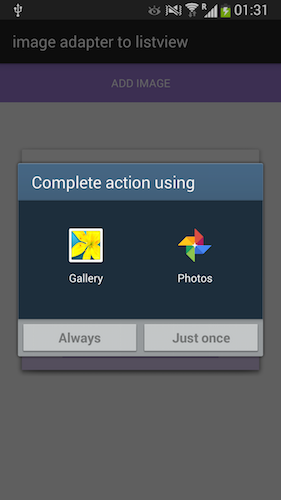 R
01:31
image adapter to listview
ADD IMAGE
Complete action using
Gallery
Photos
Always
Just once